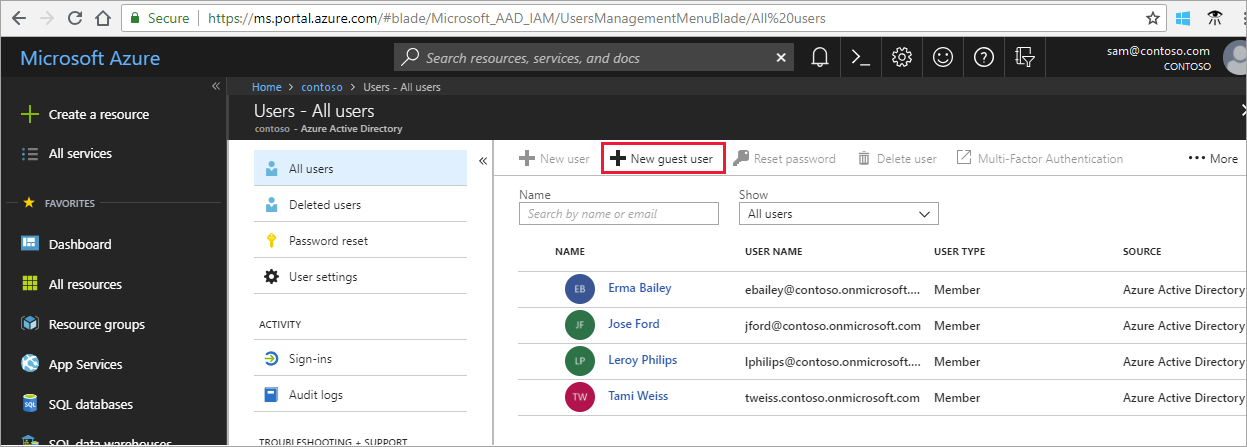 Secure https://ms.portal.azure.com/#blade/Microsoft_AAD_IAM/UsersManagementMenuBlade/All%20users
Microsoft Azure
Search resources, services, and docs
sam@contoso.com
CONTOSO
Home > contoso > Users - All users
Users - All users
contoso - Azure Active Directory
Create a resource
All services
FAVORITES
Dashboard
All resources
Resource groups
App Services
SQL databases
SQL data warehouses
All users
Deleted users
Password reset
User settings
ACTIVITY
Sign-ins
Audit logs
TROUBLESHOOTING + SUPPORT
New user New guest user Reset password Delete user Multi-Factor Authentication More
Name Show
Search by name or email All users
NAME USER NAME USER TYPE SOURCE
EB Erma Bailey ebailey@contoso.onmicrosoft.... Member Azure Active Directory
JF Jose Ford jford@contoso.onmicrosoft.com Member Azure Active Directory
LP Leroy Philips lphilips@contoso.onmicrosoft.... Member Azure Active Directory
TW Tami Weiss tweiss.contoso.onmicrosoft.com Member Azure Active Directory